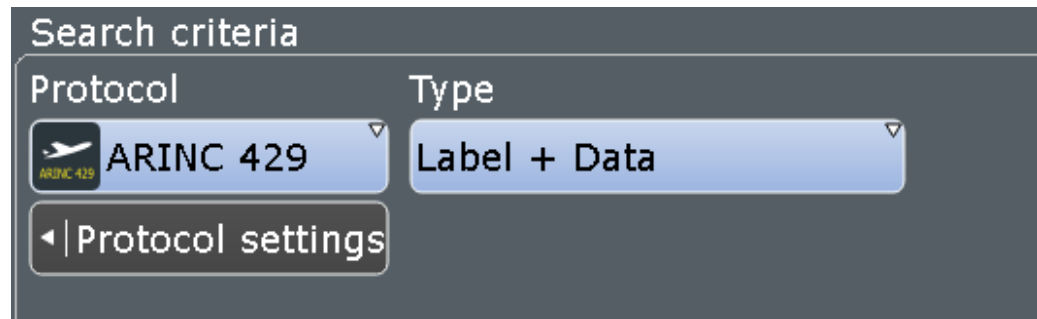 Search criteria
Protocol Type
ARINC 429 ARINC 429 Label + Data
Protocol settings